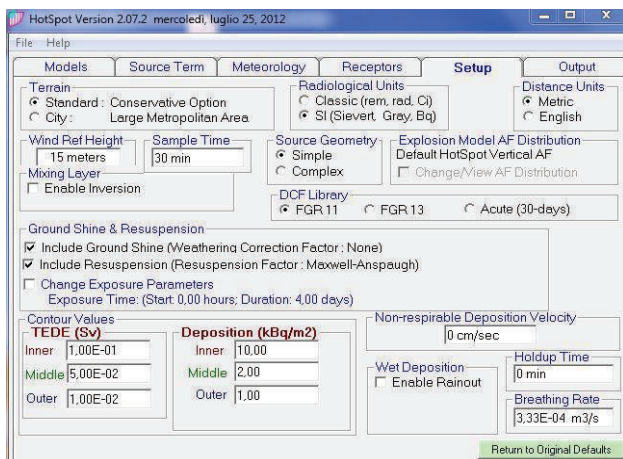 HotSpot Version 2.07.2 mercoledì, luglio 25, 2012
File Help
Models Source Term Meteorology Receptors Setup Output
Terrain
Standard : Conservative Option
City : Large Metropolitan Area
Radiological Units
Classic (rem, rad, Ci)
SI (Sievert, Gray, Bq)
Distance Units
Metric
English
Wind Ref Height
15 meters
Sample Time
30 min
Source Geometry
Simple
Complex
Explosion Model AF Distribution
Default HotSpot Vertical AF
Change/View AF Distribution
Mixing Layer
Enable Inversion
DCF Library
FGR 11 FGR 13 Acute (30-days)
Ground Shine & Resuspension
Include Ground Shine (Weathering Correction Factor : None)
Include Resuspension (Resuspension Factor : Maxwell-Anspaugh)
Change Exposure Parameters
Exposure Time: (Start: 0,00 hours; Duration: 4,00 days)
Contour Values
TEDE (Sv)
Inner 1,00E-01
Middle 5,00E-02
Outer 1,00E-02
Deposition (kBq/m2)
Inner 10,00
Middle 2,00
Outer 1,00
Non-respirable Deposition Velocity
0 cm/sec
Wet Deposition
Enable Rainout
Holdup Time
0 min
Breathing Rate
3,33E-04 m3/s
Return to Original Defaults